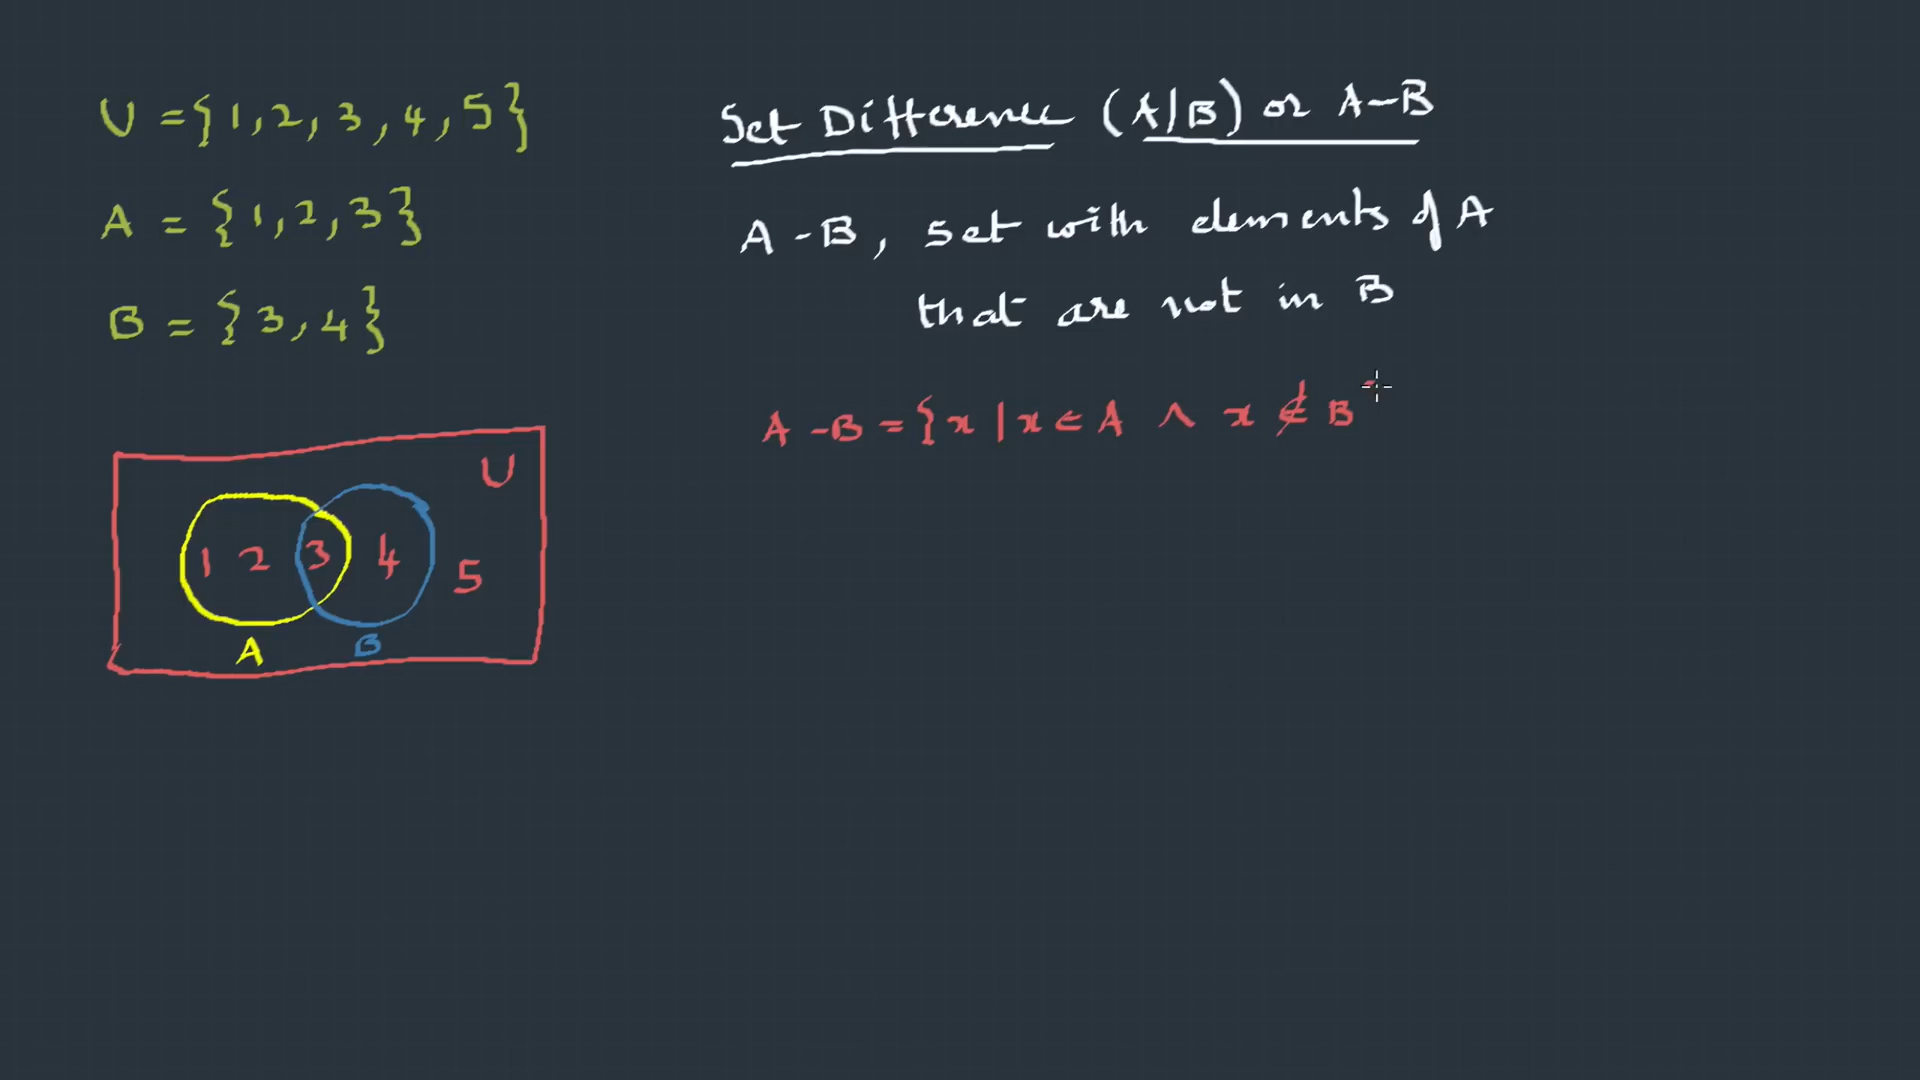 U = {1, 2, 3, 4, 5}
A = {1, 2, 3}
B = {3, 4}
U
1 2 3 4 5
A B
Set Difference (A/B) or A-B
A - B, set with elements of A
that are not in B
A - B = {x | x ∈ A ∧ x ∉ B